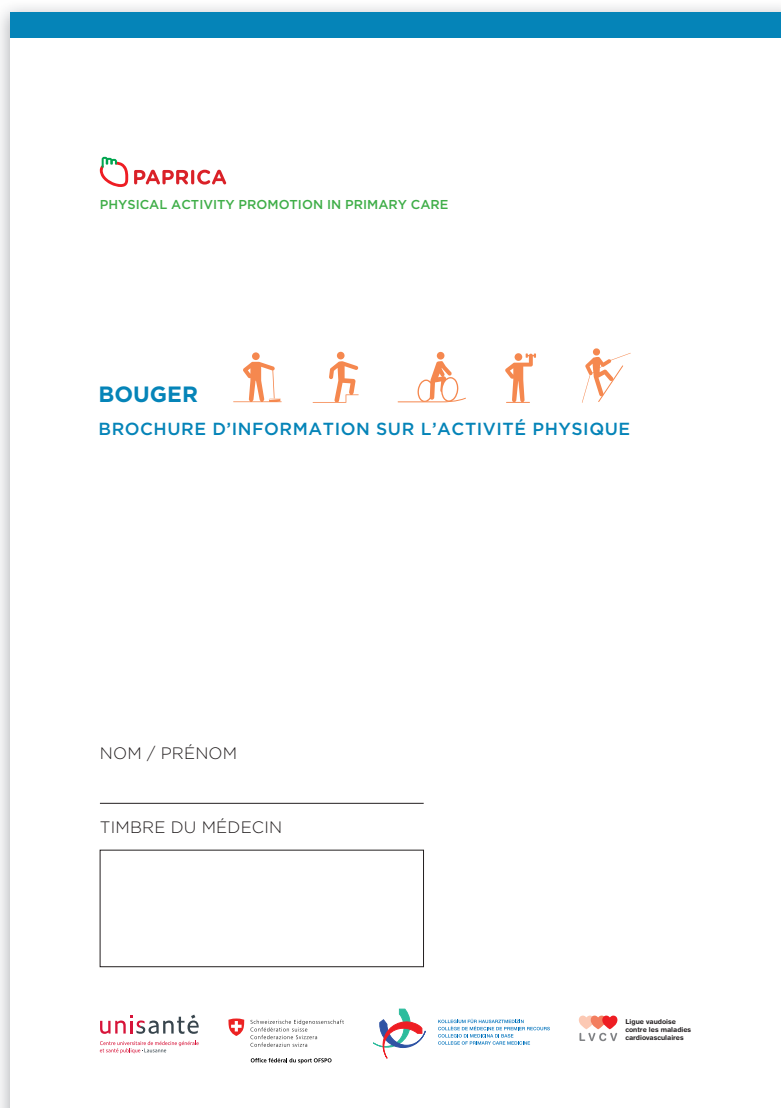 PAPRICA
PHYSICAL ACTIVITY PROMOTION IN PRIMARY CARE
BOUGER
BROCHURE D’INFORMATION SUR L’ACTIVITÉ PHYSIQUE
NOM / PRÉNOM
TIMBRE DU MÉDECIN
unisanté
Centre universitaire de médecine générale
et santé publique • Lausanne
Schweizerische Eidgenossenschaft
Confédération suisse
Confederazione Svizzera
Confederaziun svizra
Office fédéral du sport OFSPO
KOLLEGIUM FÜR HAUSARZTMEDIZIN
COLLÈGE DE MÉDECINE DE PREMIER RECOURS
COLLEGIO DI MEDICINA DI BASE
COLLEGE OF PRIMARY CARE MEDICINE
LVCV
Ligue vaudoise
contre les maladies
cardiovasculaires